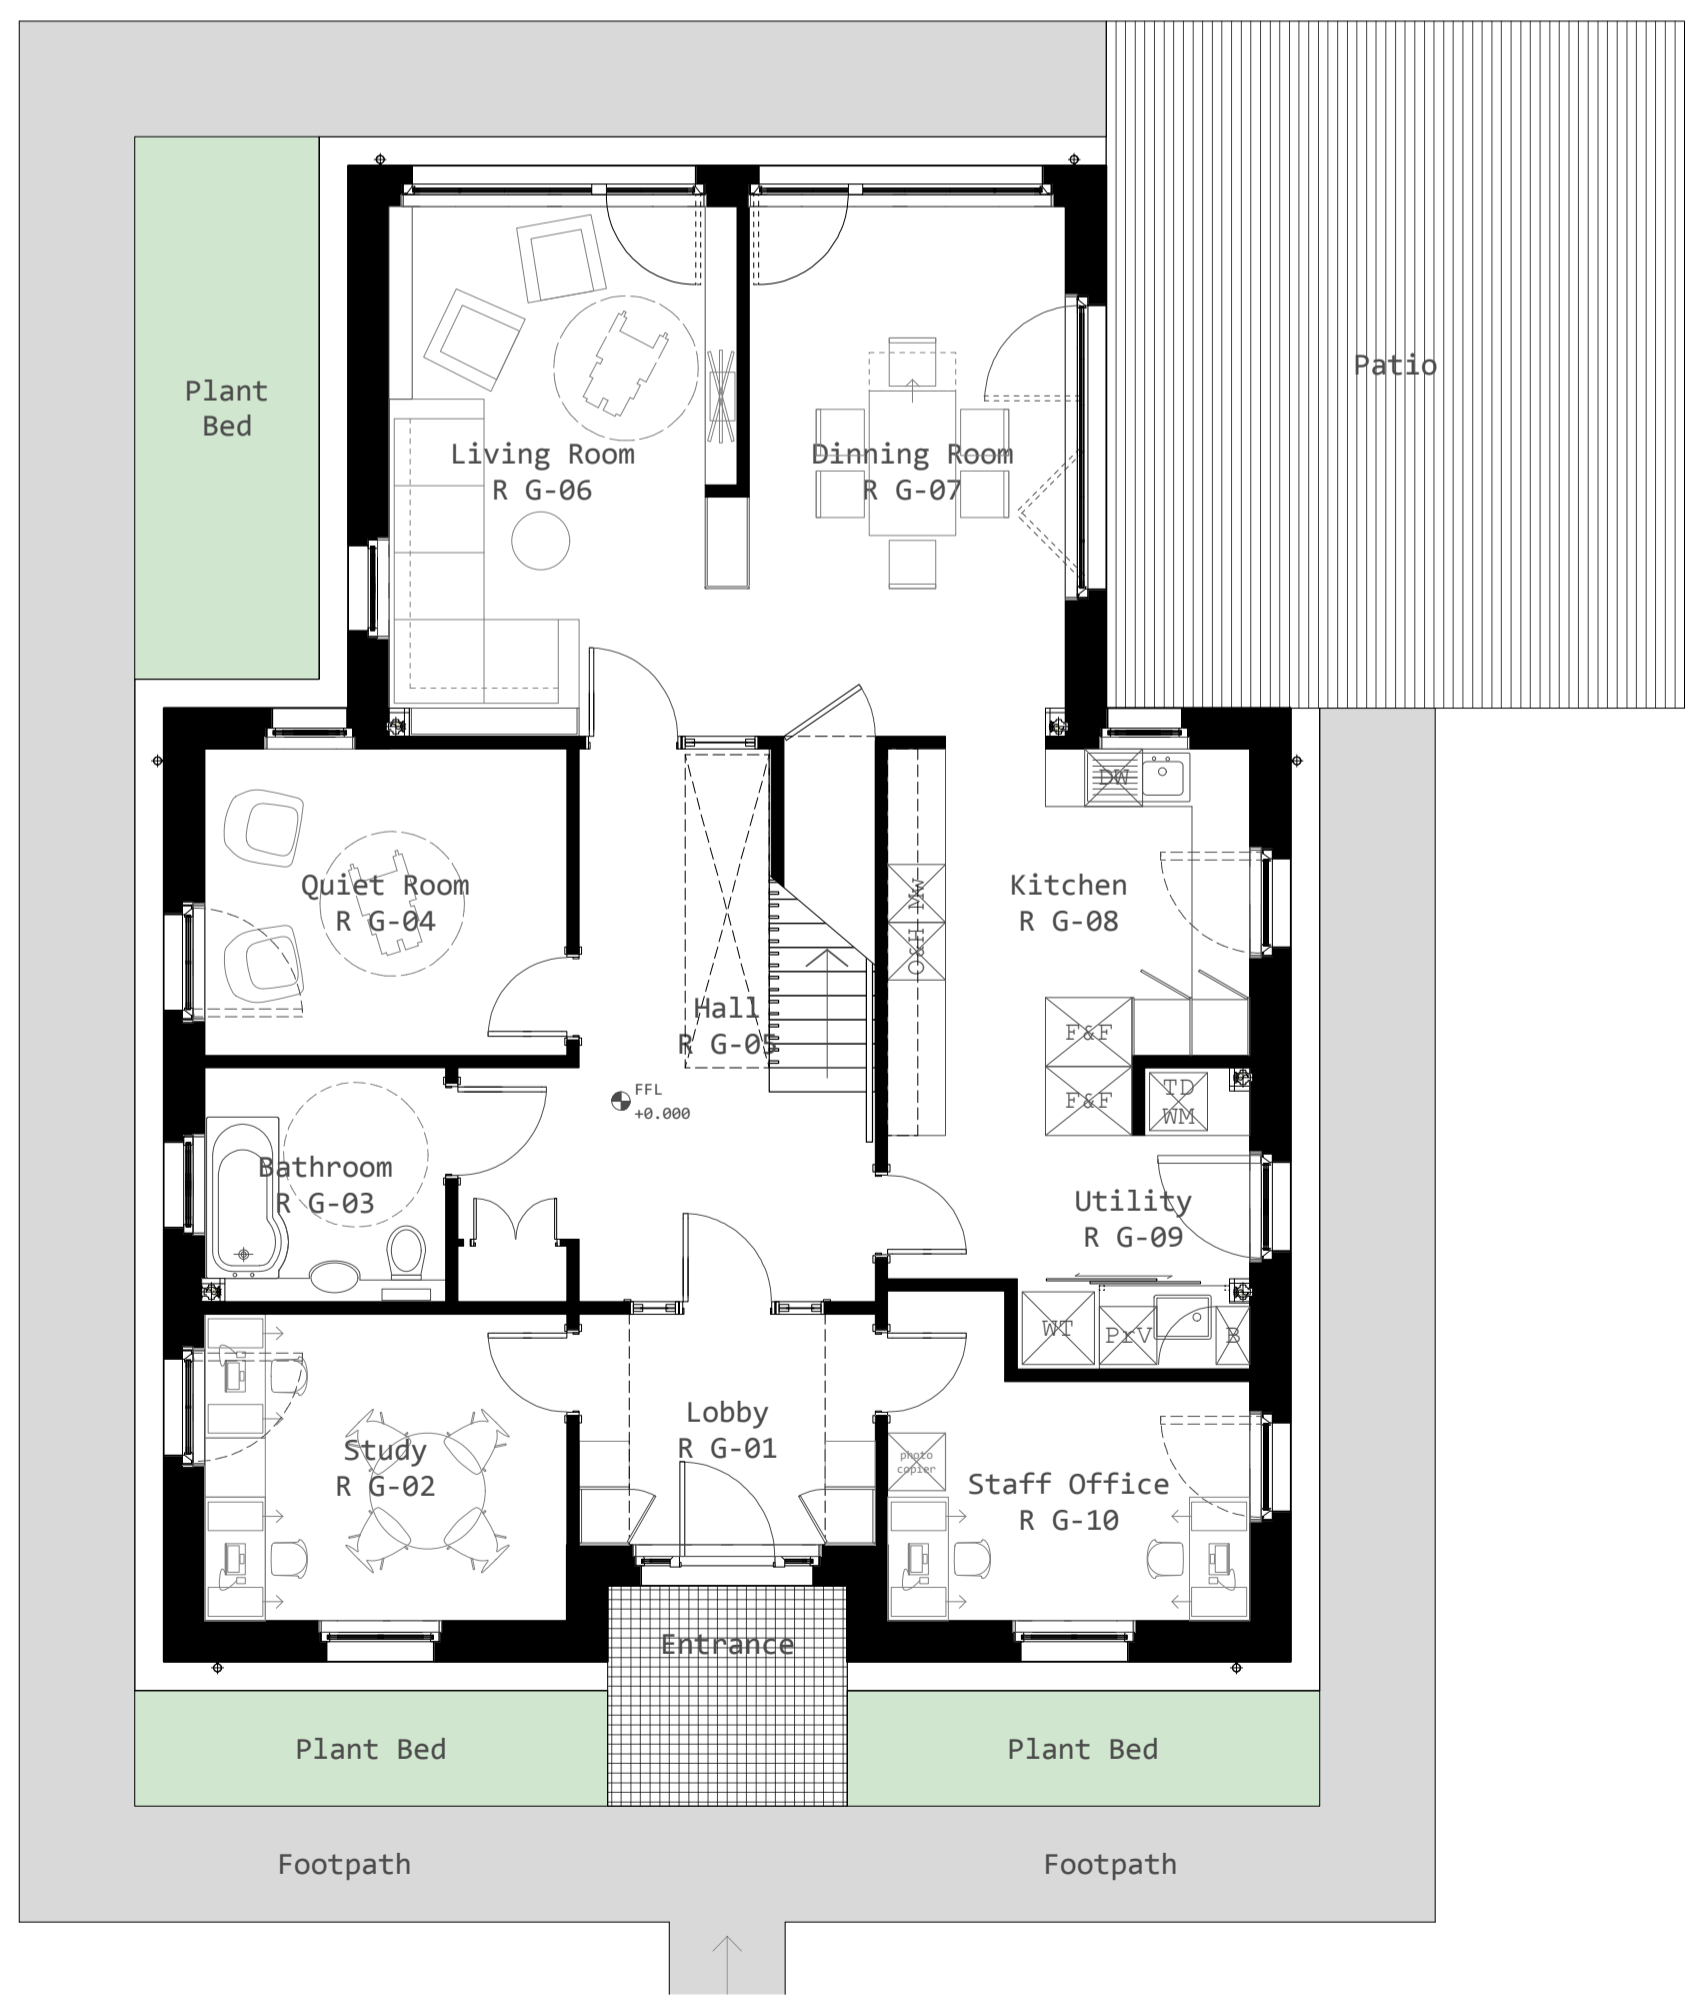 Patio
Plant
Bed
Living Room
R G-06
Dinning Room
R G-07
DW
Quiet Room
R G-04
Mw
O&H
Kitchen
R G-08
Hall
R G-05
F&F
F&F
FFL
+0.000
TD
WM
Bathroom
R G-03
Utility
R G-09
WT
PrV
B
Lobby
R G-01
Study
R G-02
photo
copier
Staff Office
R G-10
Entrance
Plant Bed
Plant Bed
Footpath
Footpath